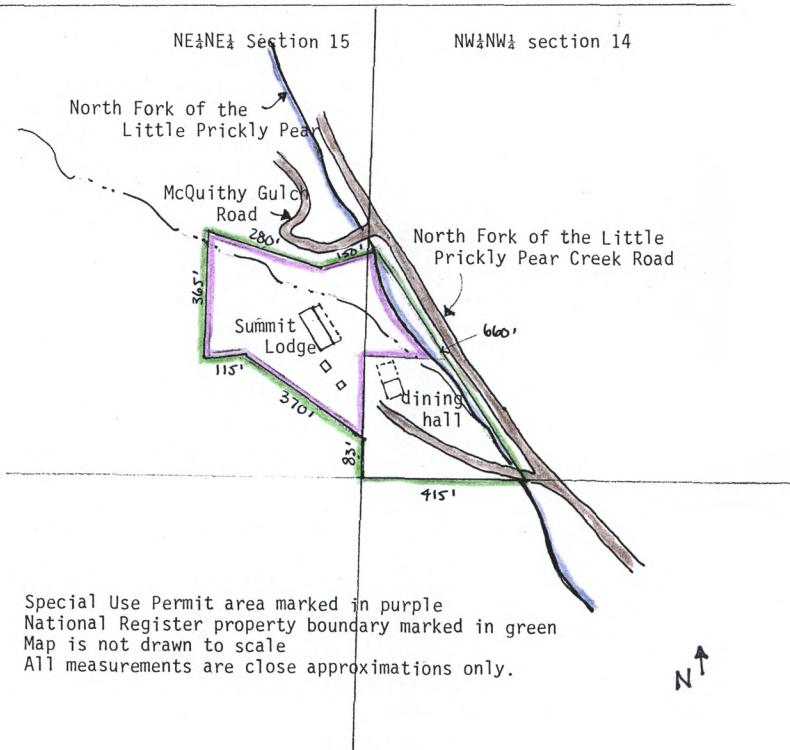 NE¼NE¼ Section 15
NW¼NW¼ section 14
North Fork of the
Little Prickly Pear
McQuithy Gulch
Road
280'
150'
North Fork of the Little
Prickly Pear Creek Road
365'
660'
Summit
Lodge
115'
370'
dining
hall
83'
415'
Special Use Permit area marked in purple
National Register property boundary marked in green
Map is not drawn to scale
All measurements are close approximations only.
N